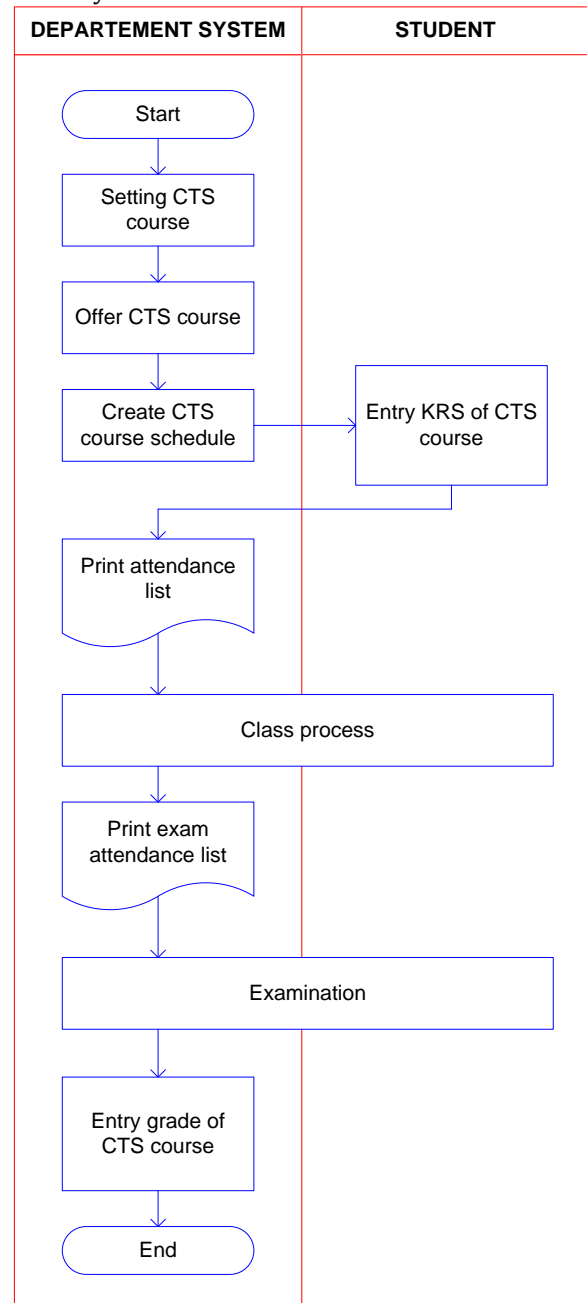 DEPARTEMENT SYSTEM
STUDENT
Start
Setting CTS
course
Offer CTS course
Create CTS
course schedule
Entry KRS of CTS
course
Print attendance
list
Class process
Print exam
attendance list
Examination
Entry grade of
CTS course
End